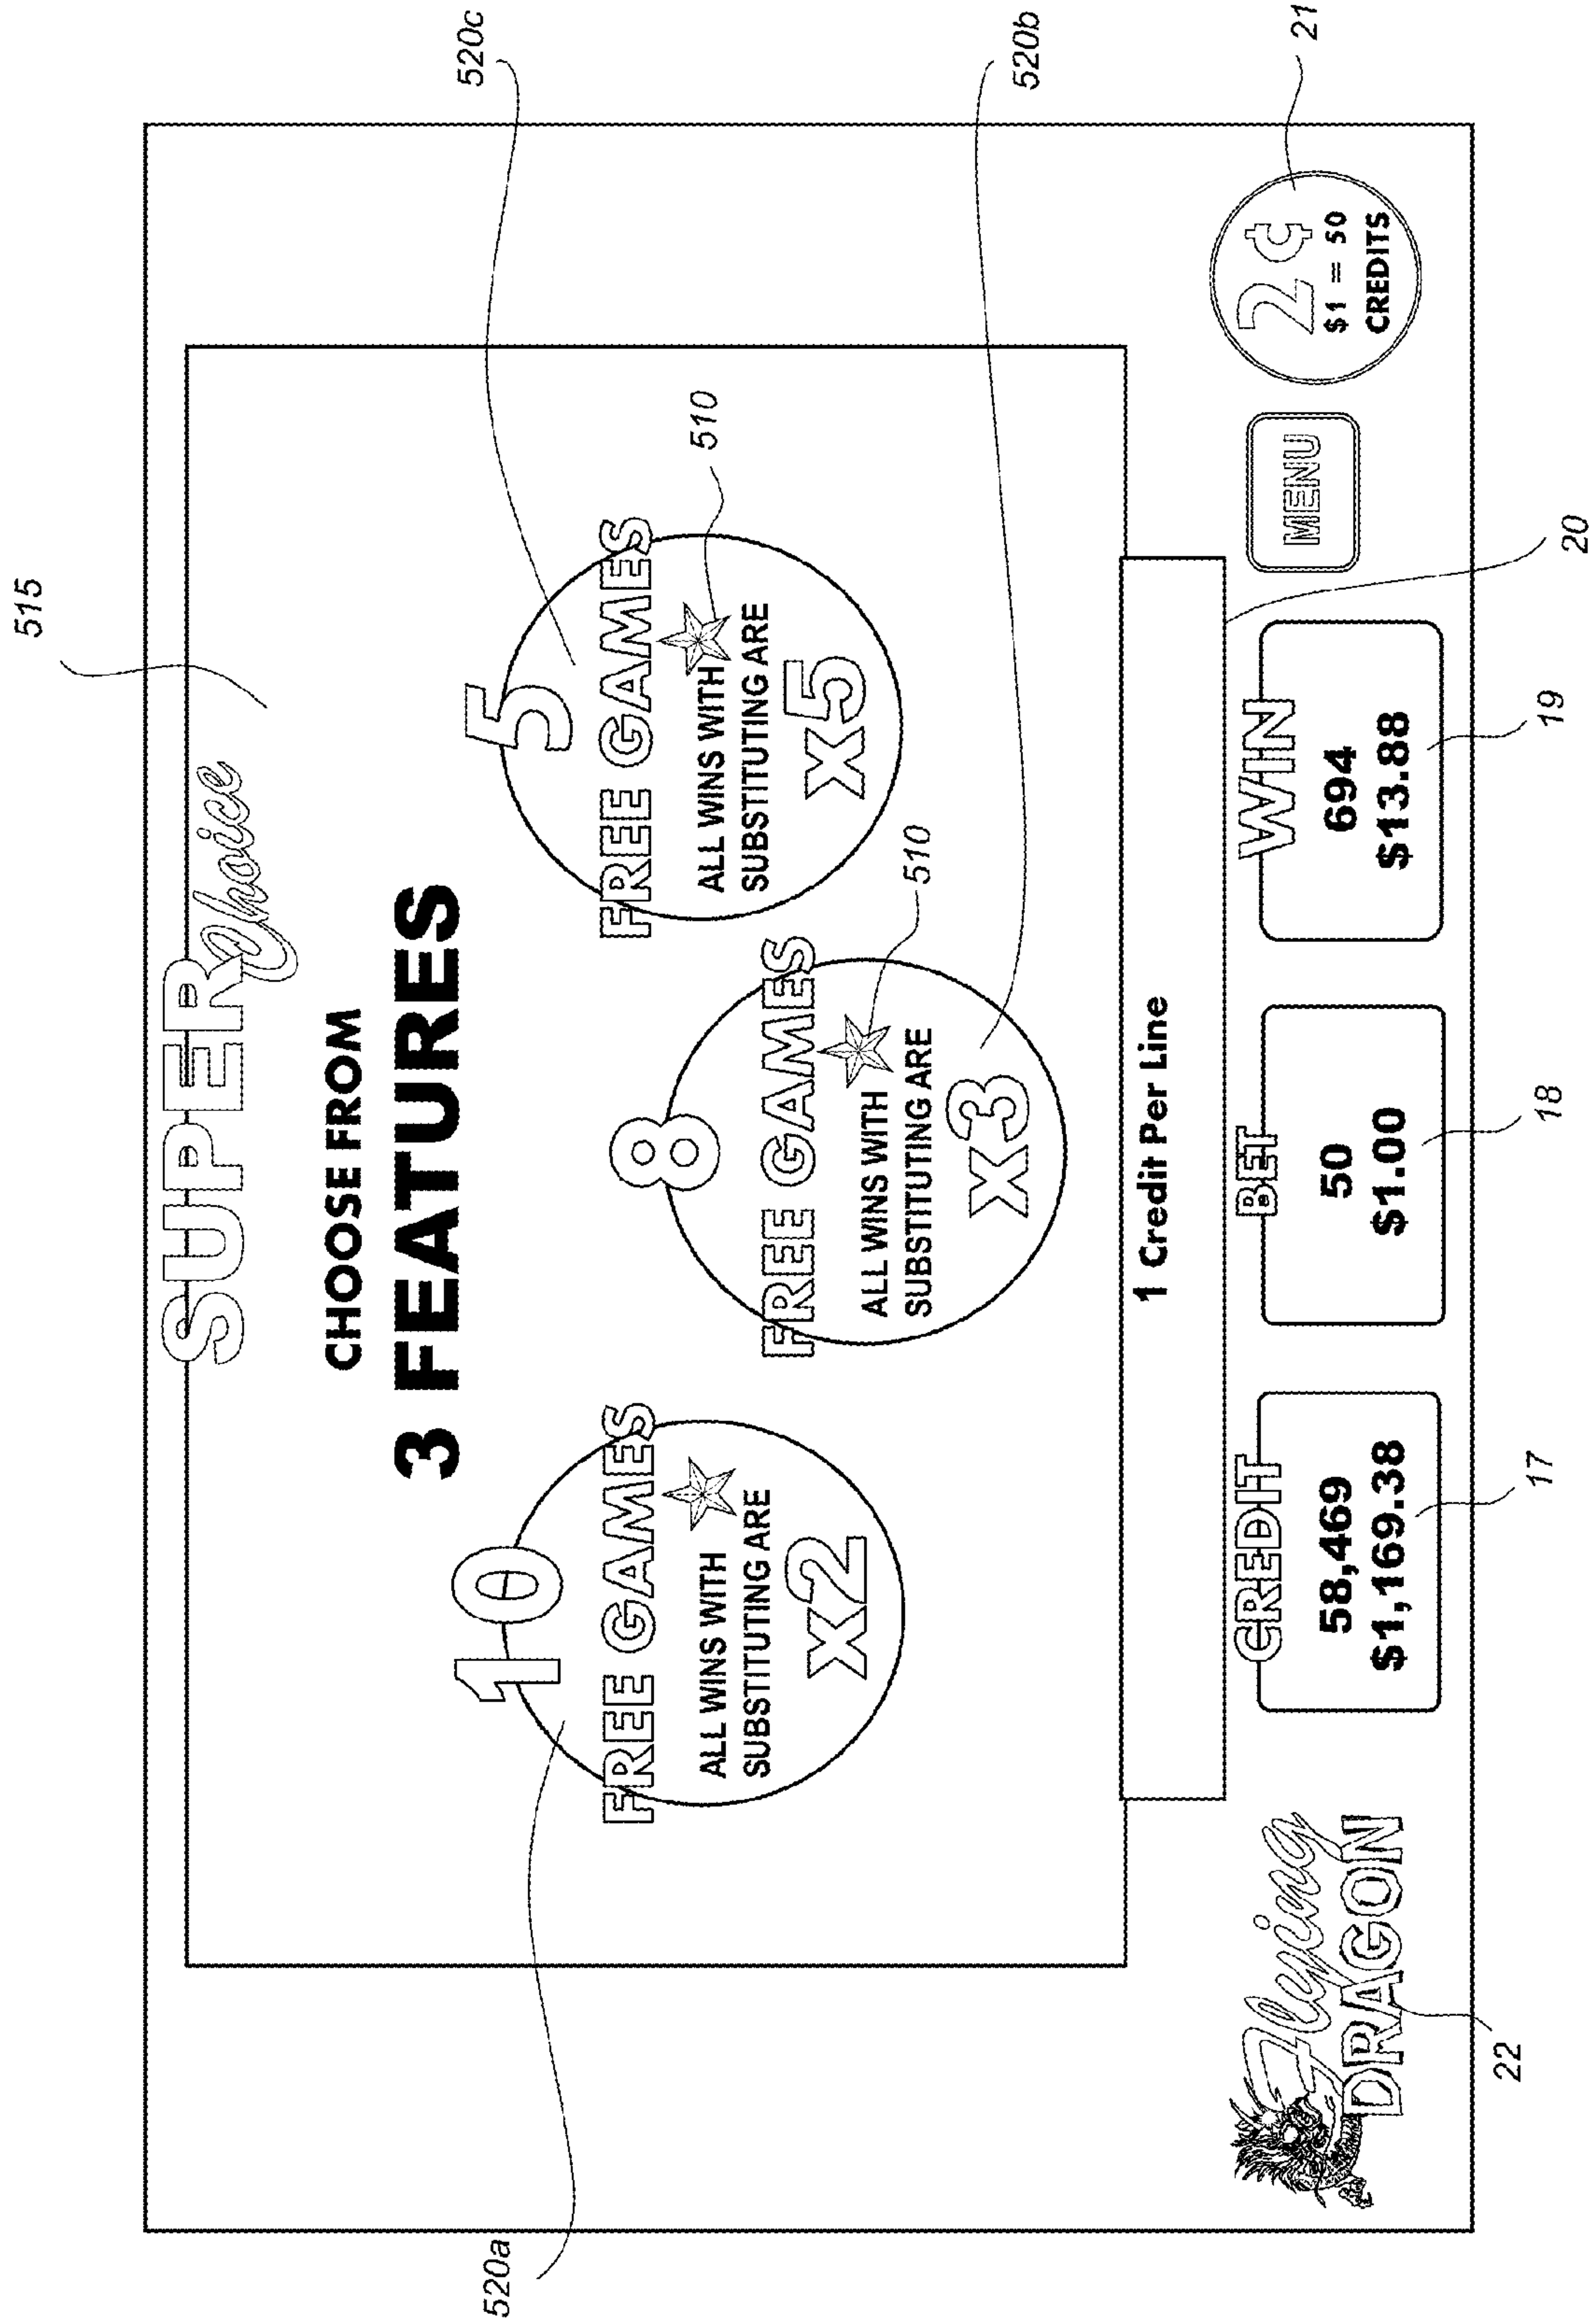 515
SUPER
Choice
CHOOSE FROM
3 FEATURES
520a
10
FREE GAMES
ALL WINS WITH
SUBSTITUTING ARE
x2
8
FREE GAMES
ALL WINS WITH
SUBSTITUTING ARE
x3
510
520b
5
FREE GAMES
ALL WINS WITH
SUBSTITUTING ARE
x5
510
520c
1 Credit Per Line
20
Flying
DRAGON
22
CREDIT
58,469
$1,169.38
17
BET
50
$1.00
18
WIN
694
$13.88
19
MENU
2¢
$1 = 50
CREDITS
21